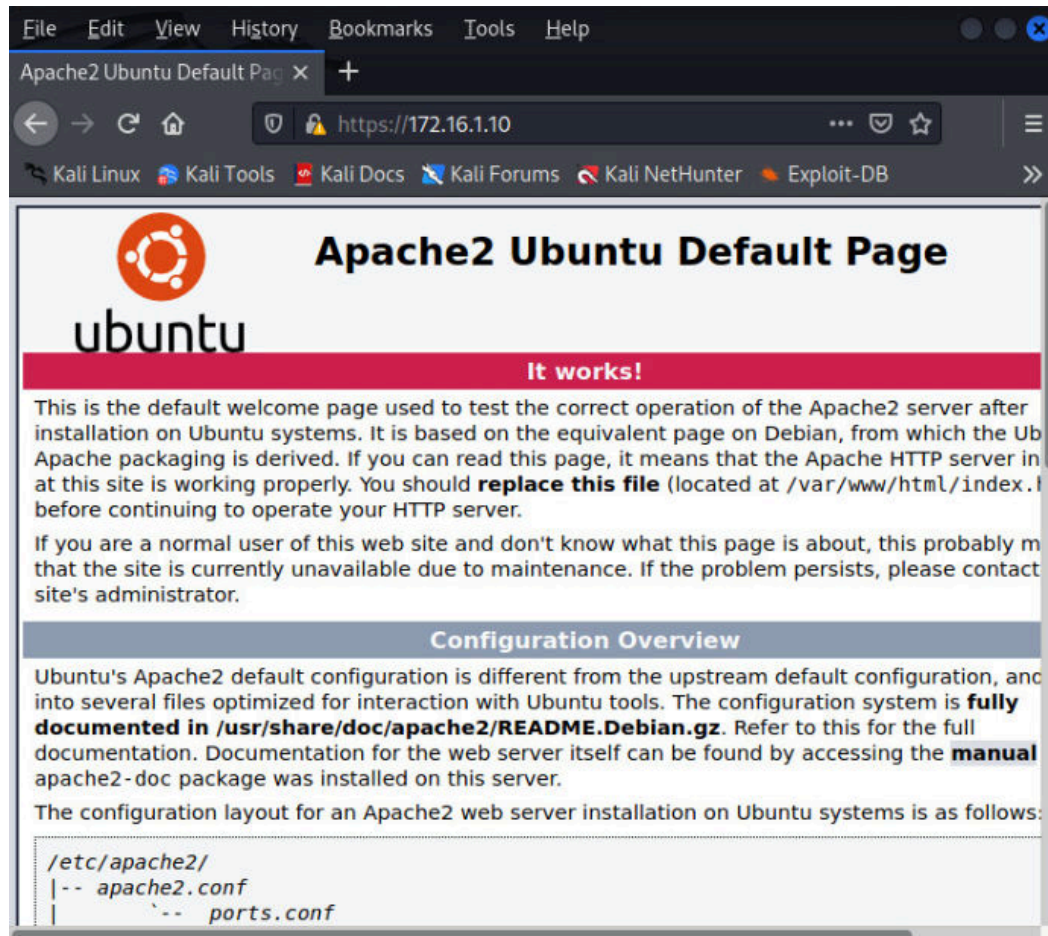 File Edit View History Bookmarks Tools Help
Apache2 Ubuntu Default Pag
https://172.16.1.10
Kali Linux Kali Tools Kali Docs Kali Forums Kali NetHunter Exploit-DB
Apache2 Ubuntu Default Page
ubuntu
It works!
This is the default welcome page used to test the correct operation of the Apache2 server after
installation on Ubuntu systems. It is based on the equivalent page on Debian, from which the Ub
Apache packaging is derived. If you can read this page, it means that the Apache HTTP server in
at this site is working properly. You should replace this file (located at /var/www/html/index.
before continuing to operate your HTTP server.
If you are a normal user of this web site and don't know what this page is about, this probably m
that the site is currently unavailable due to maintenance. If the problem persists, please contact
site's administrator.
Configuration Overview
Ubuntu's Apache2 default configuration is different from the upstream default configuration, and
into several files optimized for interaction with Ubuntu tools. The configuration system is fully
documented in /usr/share/doc/apache2/README.Debian.gz. Refer to this for the full
documentation. Documentation for the web server itself can be found by accessing the manual
apache2-doc package was installed on this server.
The configuration layout for an Apache2 web server installation on Ubuntu systems is as follows:
/etc/apache2/
|-- apache2.conf
| `-- ports.conf